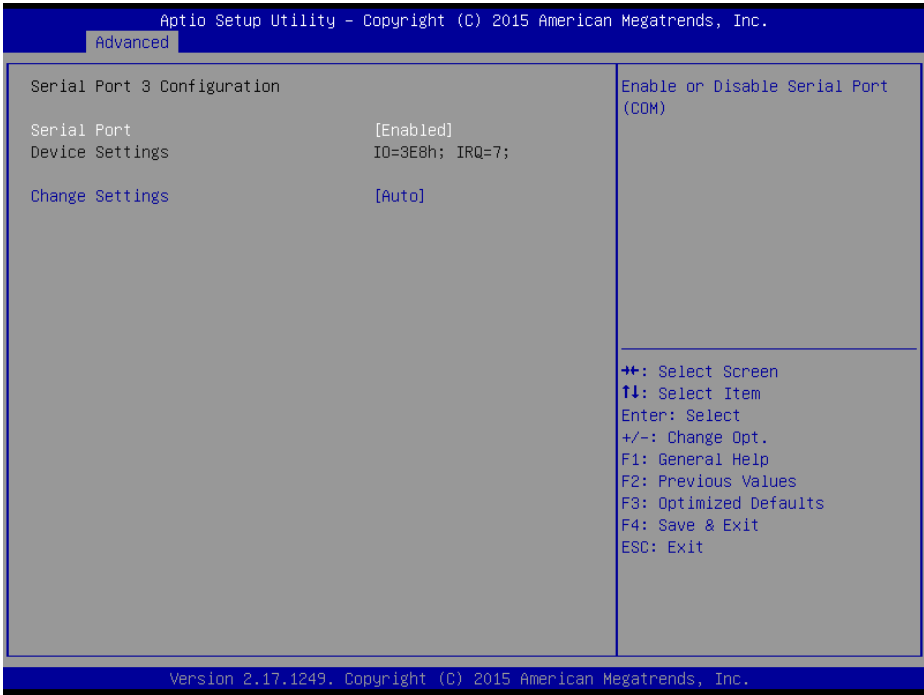 Aptio Setup Utility – Copyright (C) 2015 American Megatrends, Inc.
Advanced
Serial Port 3 Configuration
Serial Port [Enabled]
Device Settings IO=3E8h; IRQ=7;
Change Settings [Auto]
Enable or Disable Serial Port
(COM)
→←: Select Screen
↑↓: Select Item
Enter: Select
+/-: Change Opt.
F1: General Help
F2: Previous Values
F3: Optimized Defaults
F4: Save & Exit
ESC: Exit
Version 2.17.1249. Copyright (C) 2015 American Megatrends, Inc.